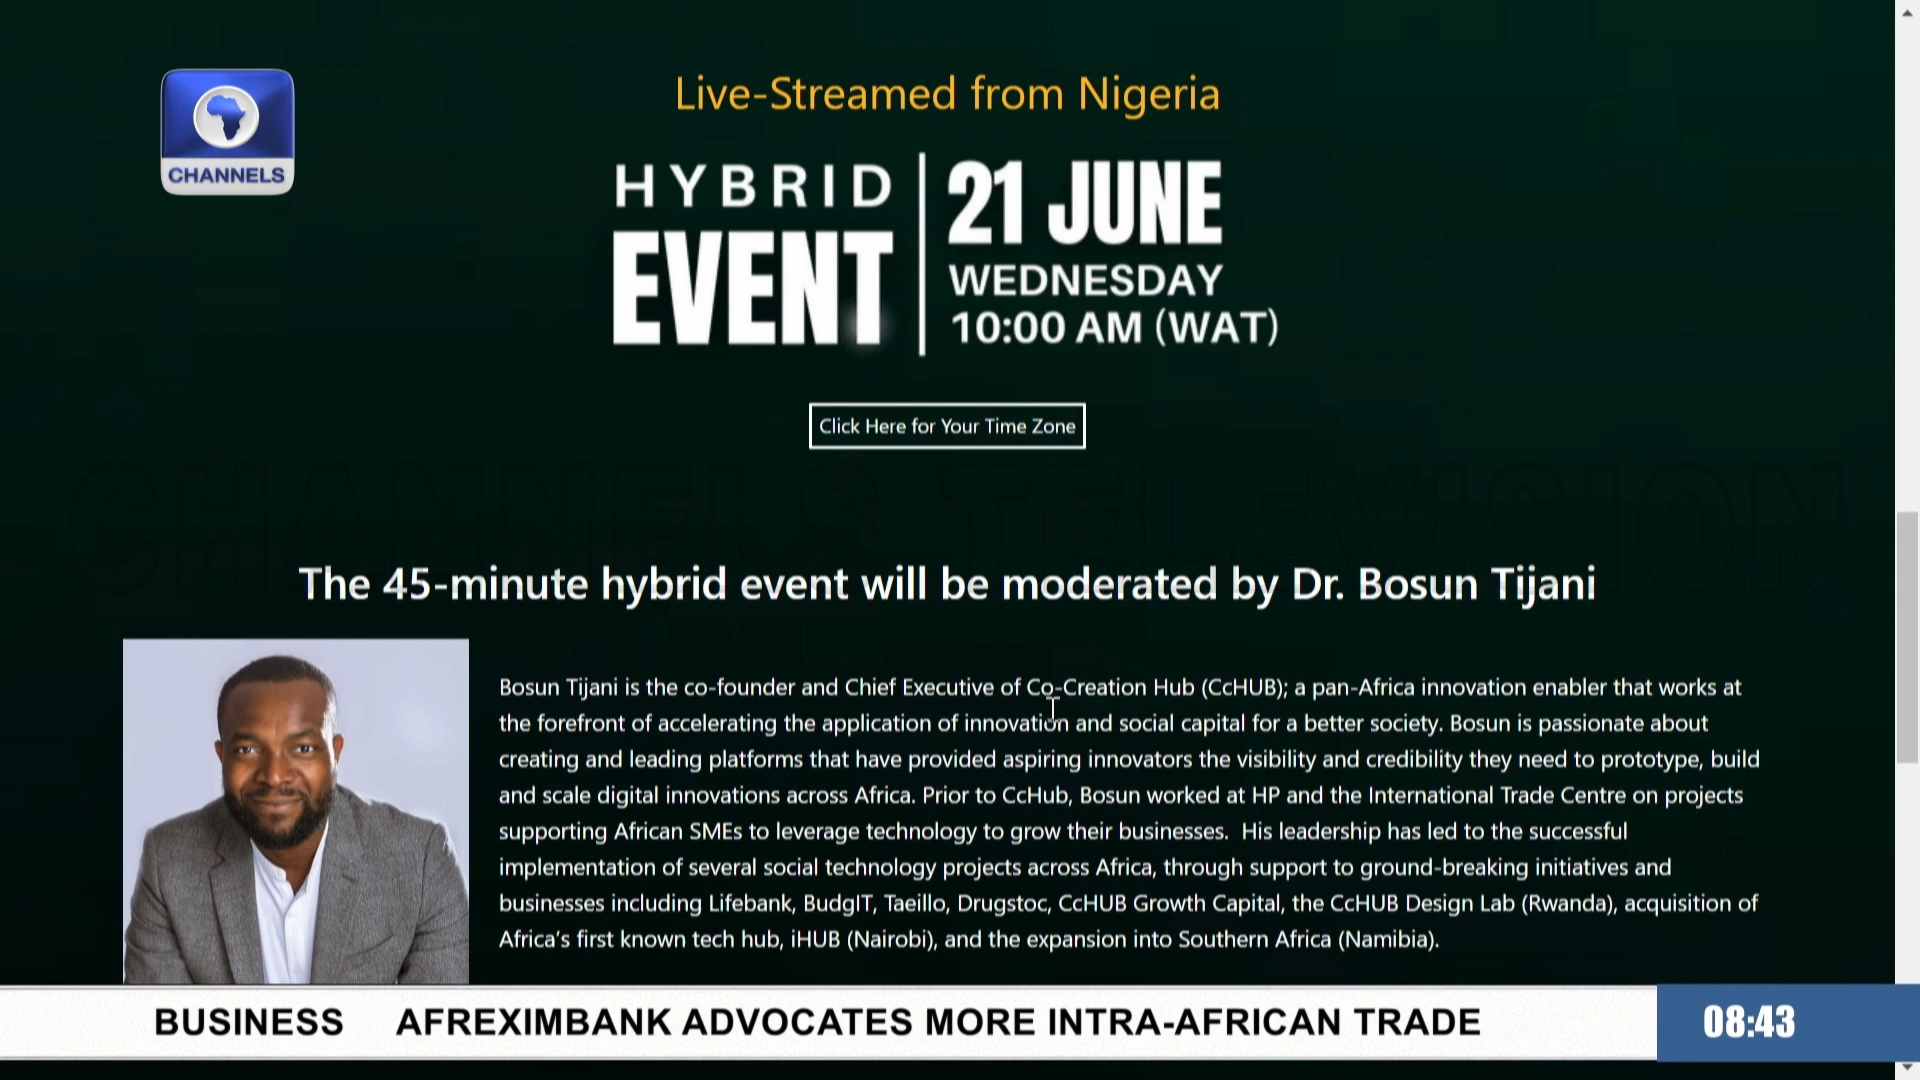 CHANNELS
Live-Streamed from Nigeria
HYBRID
EVENT
21 JUNE
WEDNESDAY
10:00 AM (WAT)
Click Here for Your Time Zone
CHANNELS TELEVISION
The 45-minute hybrid event will be moderated by Dr. Bosun Tijani
Bosun Tijani is the co-founder and Chief Executive of Co-Creation Hub (CcHUB); a pan-Africa innovation enabler that works at
the forefront of accelerating the application of innovation and social capital for a better society. Bosun is passionate about
creating and leading platforms that have provided aspiring innovators the visibility and credibility they need to prototype, build
and scale digital innovations across Africa. Prior to CcHub, Bosun worked at HP and the International Trade Centre on projects
supporting African SMEs to leverage technology to grow their businesses.  His leadership has led to the successful
implementation of several social technology projects across Africa, through support to ground-breaking initiatives and
businesses including Lifebank, BudgIT, Taeillo, Drugstoc, CcHUB Growth Capital, the CcHUB Design Lab (Rwanda), acquisition of
Africa’s first known tech hub, iHUB (Nairobi), and the expansion into Southern Africa (Namibia).
BUSINESS AFREXIMBANK ADVOCATES MORE INTRA-AFRICAN TRADE
08:43